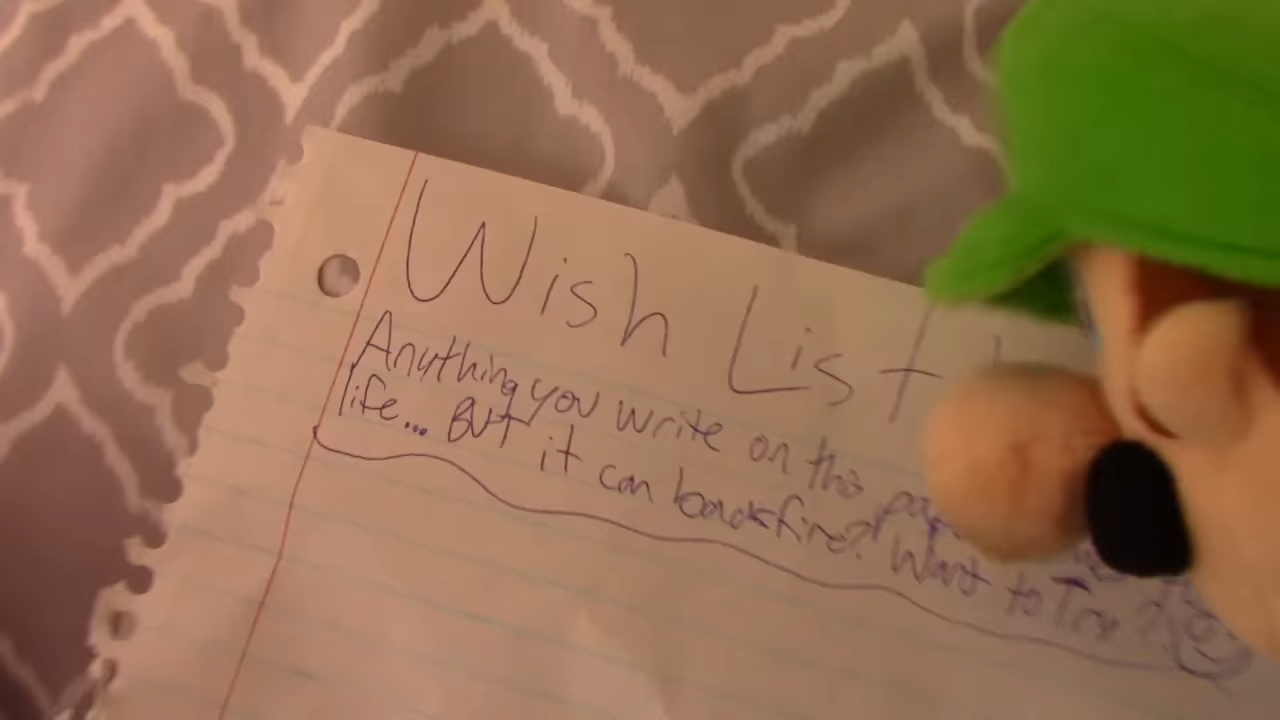 Wish List
Anything you write on this
life... BUT it can backfire? Want to Try?